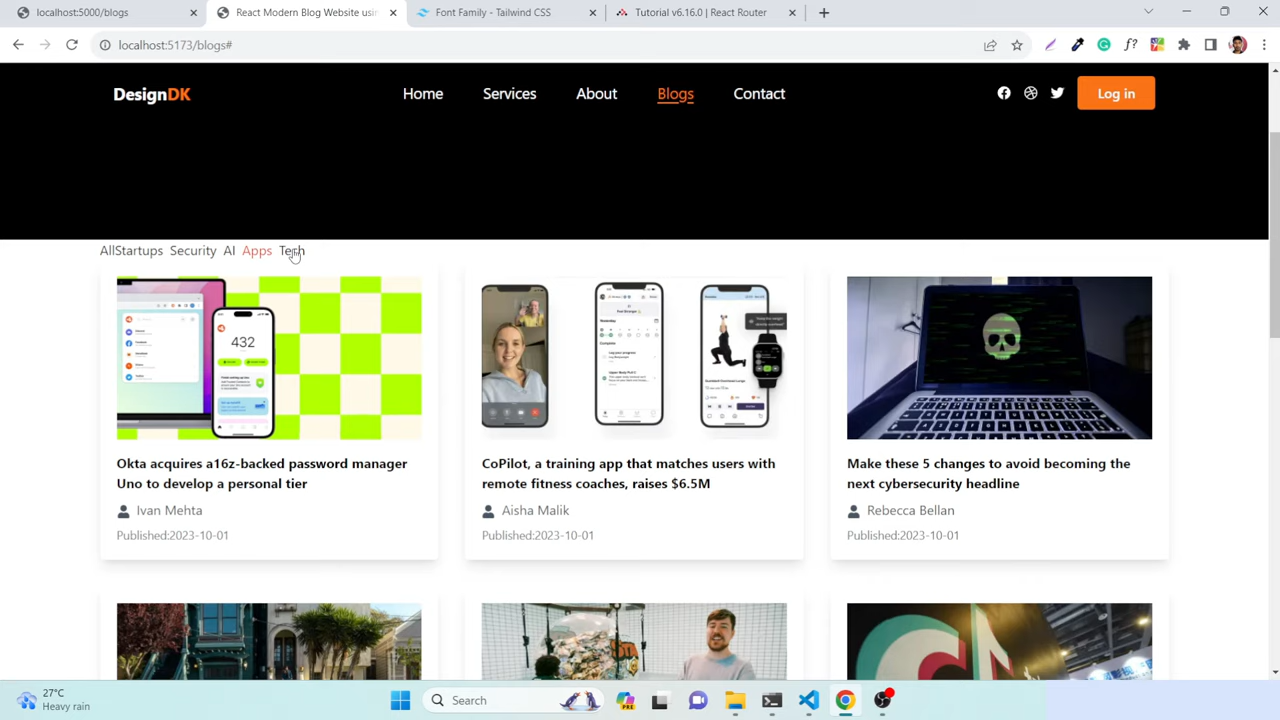 localhost:5000/blogs
React Modern Blog Website usin
Font Family - Tailwind CSS
Tutorial v6.16.0 | React Router
localhost:5173/blogs#
DesignDK
Home
Services
About
Blogs
Contact
Log in
AllStartups Security AI Apps Tech
432
Okta acquires a16z-backed password manager
Uno to develop a personal tier
Ivan Mehta
Published:2023-10-01
CoPilot, a training app that matches users with
remote fitness coaches, raises $6.5M
Aisha Malik
Published:2023-10-01
Make these 5 changes to avoid becoming the
next cybersecurity headline
Rebecca Bellan
Published:2023-10-01
27°C
Heavy rain
Search
PRE